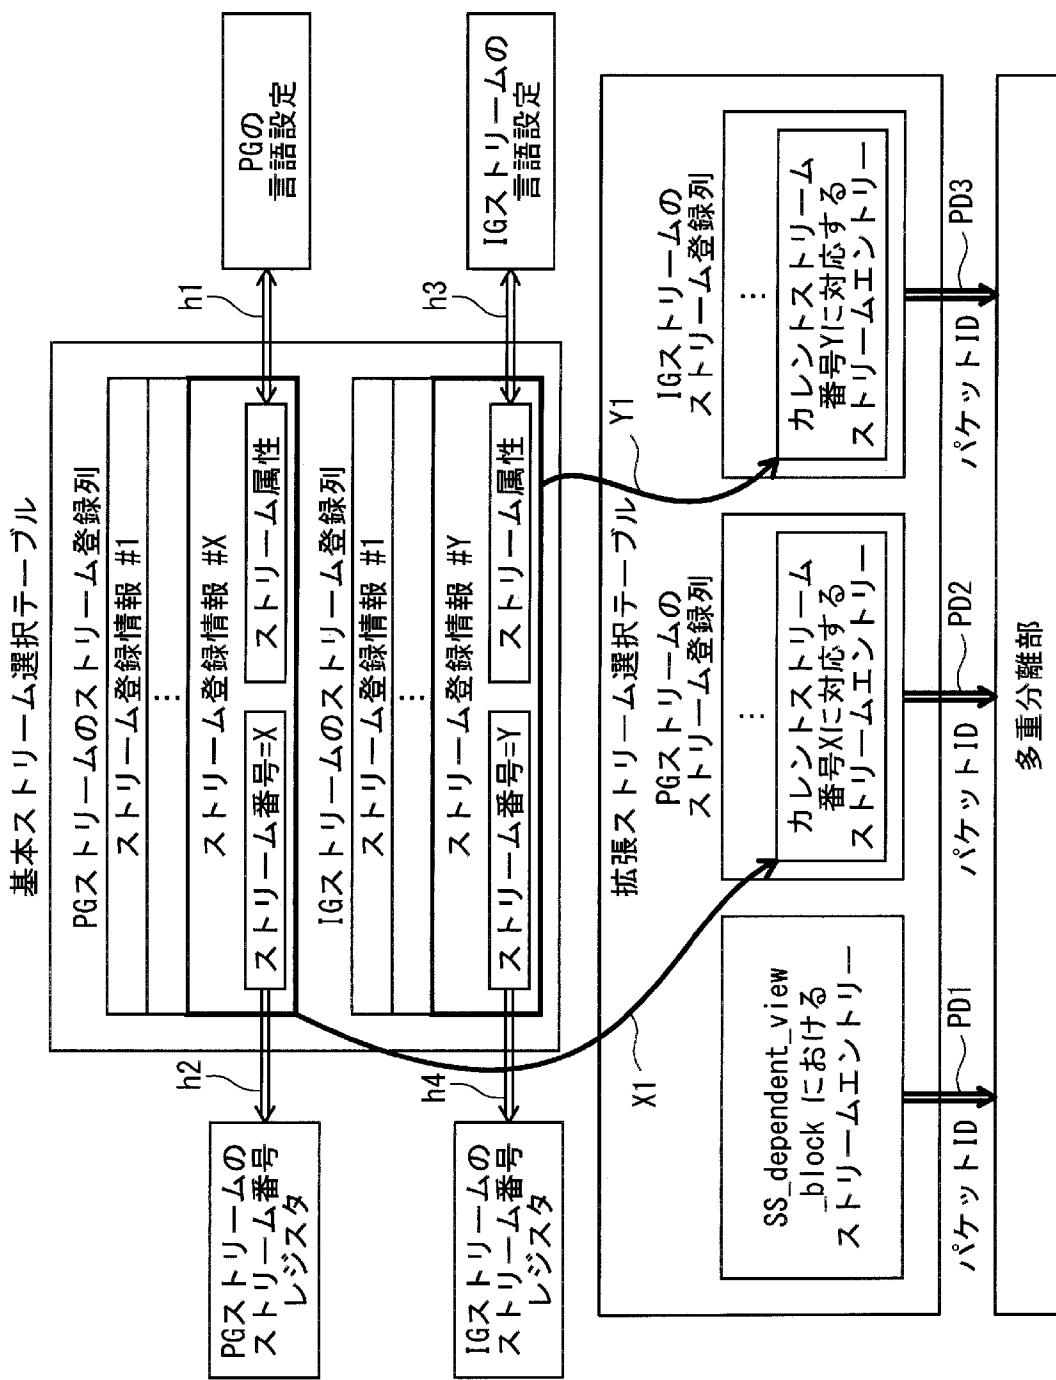 基本ストリーム選択テーブル
PGストリームのストリーム登録列
ストリーム登録情報 #1
⋮
ストリーム登録情報 #X
ストリーム番号=X
ストリーム属性
IGストリームのストリーム登録列
ストリーム登録情報 #1
⋮
ストリーム登録情報 #Y
ストリーム番号=Y
ストリーム属性
PGストリームの
ストリーム番号
レジスタ
h2
h1
PGの
言語設定
IGストリームの
ストリーム番号
レジスタ
h4
h3
IGストリームの
言語設定
X1
Y1
拡張ストリーム選択テーブル
SS_dependent_view
_block における
ストリームエントリー
PGストリームの
ストリーム登録列
⋮
カレントストリーム
番号Xに対応する
ストリームエントリー
IGストリームの
ストリーム登録列
⋮
カレントストリーム
番号Yに対応する
ストリームエントリー
パケットID
PD1
パケットID
PD2
パケットID
PD3
多重分離部